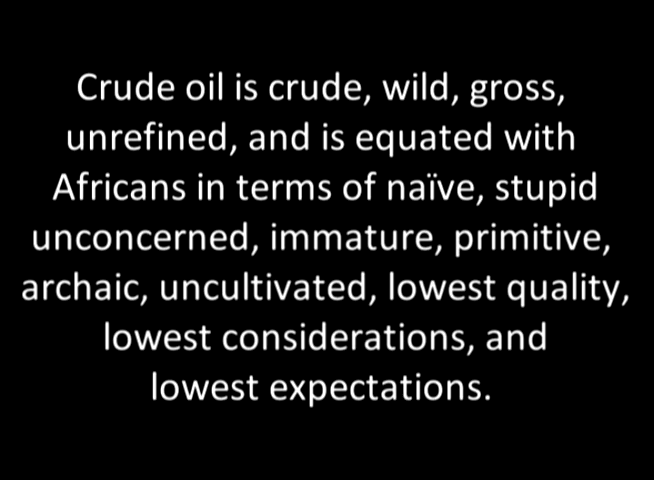 Crude oil is crude, wild, gross,
unrefined, and is equated with
Africans in terms of naïve, stupid
unconcerned, immature, primitive,
archaic, uncultivated, lowest quality,
lowest considerations, and
lowest expectations.